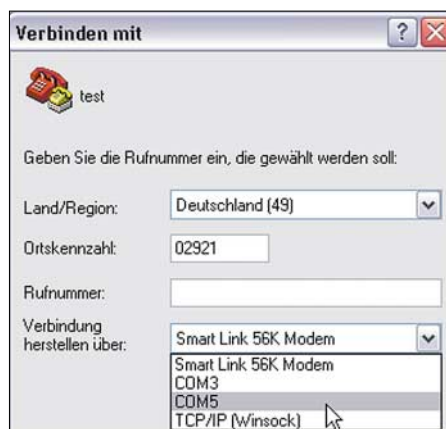 Verbinden mit
test
Geben Sie die Rufnummer ein, die gewählt werden soll:
Land/Region: Deutschland (49)
Ortskennzahl: 02921
Rufnummer:
Verbindung
herstellen über: Smart Link 56K Modem
Smart Link 56K Modem
COM3
COM5
TCP/IP (Winsock)